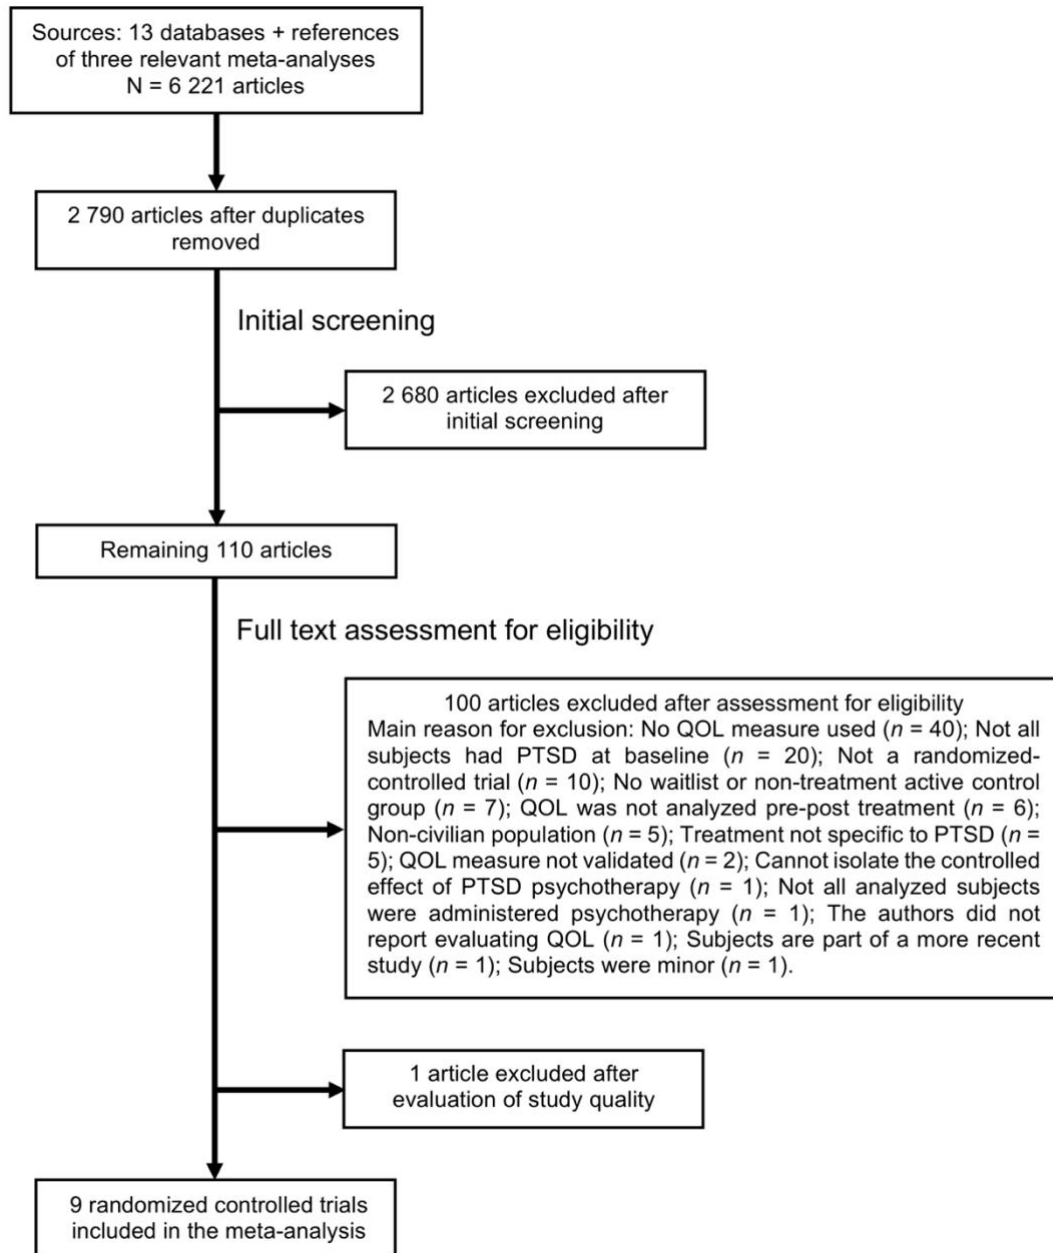 Sources: 13 databases + references
of three relevant meta-analyses
N = 6 221 articles
2 790 articles after duplicates
removed
Initial screening
2 680 articles excluded after
initial screening
Remaining 110 articles
Full text assessment for eligibility
100 articles excluded after assessment for eligibility
Main reason for exclusion: No QOL measure used (n = 40); Not all
subjects had PTSD at baseline (n = 20); Not a randomized-
controlled trial (n = 10); No waitlist or non-treatment active control
group (n = 7); QOL was not analyzed pre-post treatment (n = 6);
Non-civilian population (n = 5); Treatment not specific to PTSD (n =
5); QOL measure not validated (n = 2); Cannot isolate the controlled
effect of PTSD psychotherapy (n = 1); Not all analyzed subjects
were administered psychotherapy (n = 1); The authors did not
report evaluating QOL (n = 1); Subjects are part of a more recent
study (n = 1); Subjects were minor (n = 1).
1 article excluded after
evaluation of study quality
9 randomized controlled trials
included in the meta-analysis